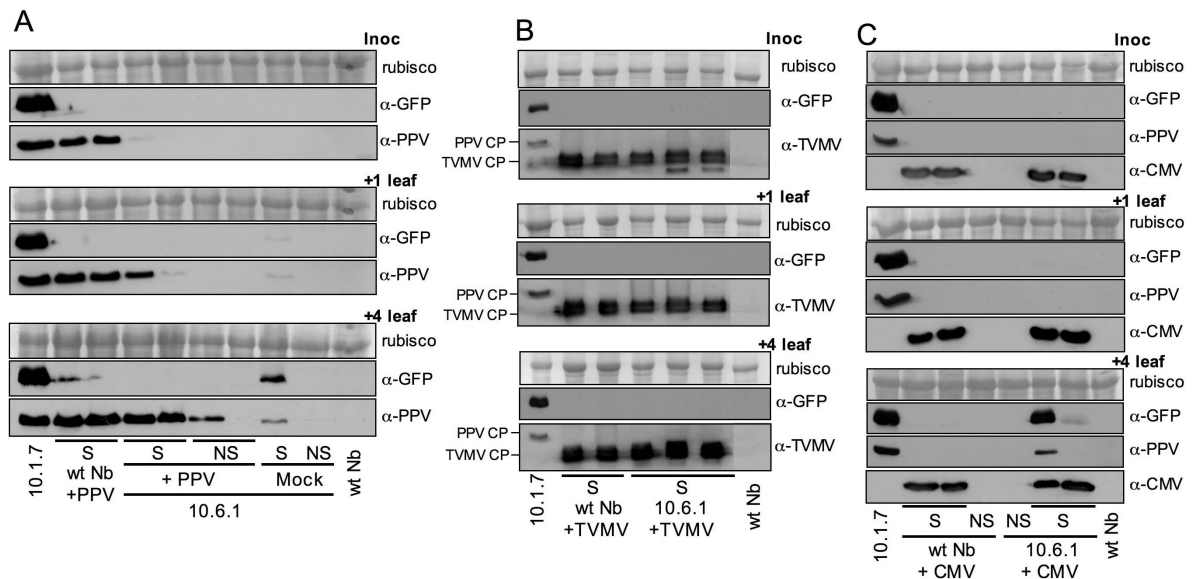 A
Inoc
rubisco
α-GFP
α-PPV
+1 leaf
rubisco
α-GFP
α-PPV
+4 leaf
rubisco
α-GFP
α-PPV
10.1.7
S
S
NS
S
NS
wt Nb
+PPV
+ PPV
Mock
10.6.1
wt Nb
B
Inoc
rubisco
α-GFP
PPV CP
TVMV CP
α-TVMV
+1 leaf
rubisco
α-GFP
PPV CP
TVMV CP
α-TVMV
+4 leaf
rubisco
α-GFP
PPV CP
TVMV CP
α-TVMV
10.1.7
S
S
wt Nb
+TVMV
10.6.1
+TVMV
wt Nb
C
Inoc
rubisco
α-GFP
α-PPV
α-CMV
+1 leaf
rubisco
α-GFP
α-PPV
α-CMV
+4 leaf
rubisco
α-GFP
α-PPV
α-CMV
10.1.7
S
NS
NS
S
wt Nb
+ CMV
10.6.1
+ CMV
wt Nb